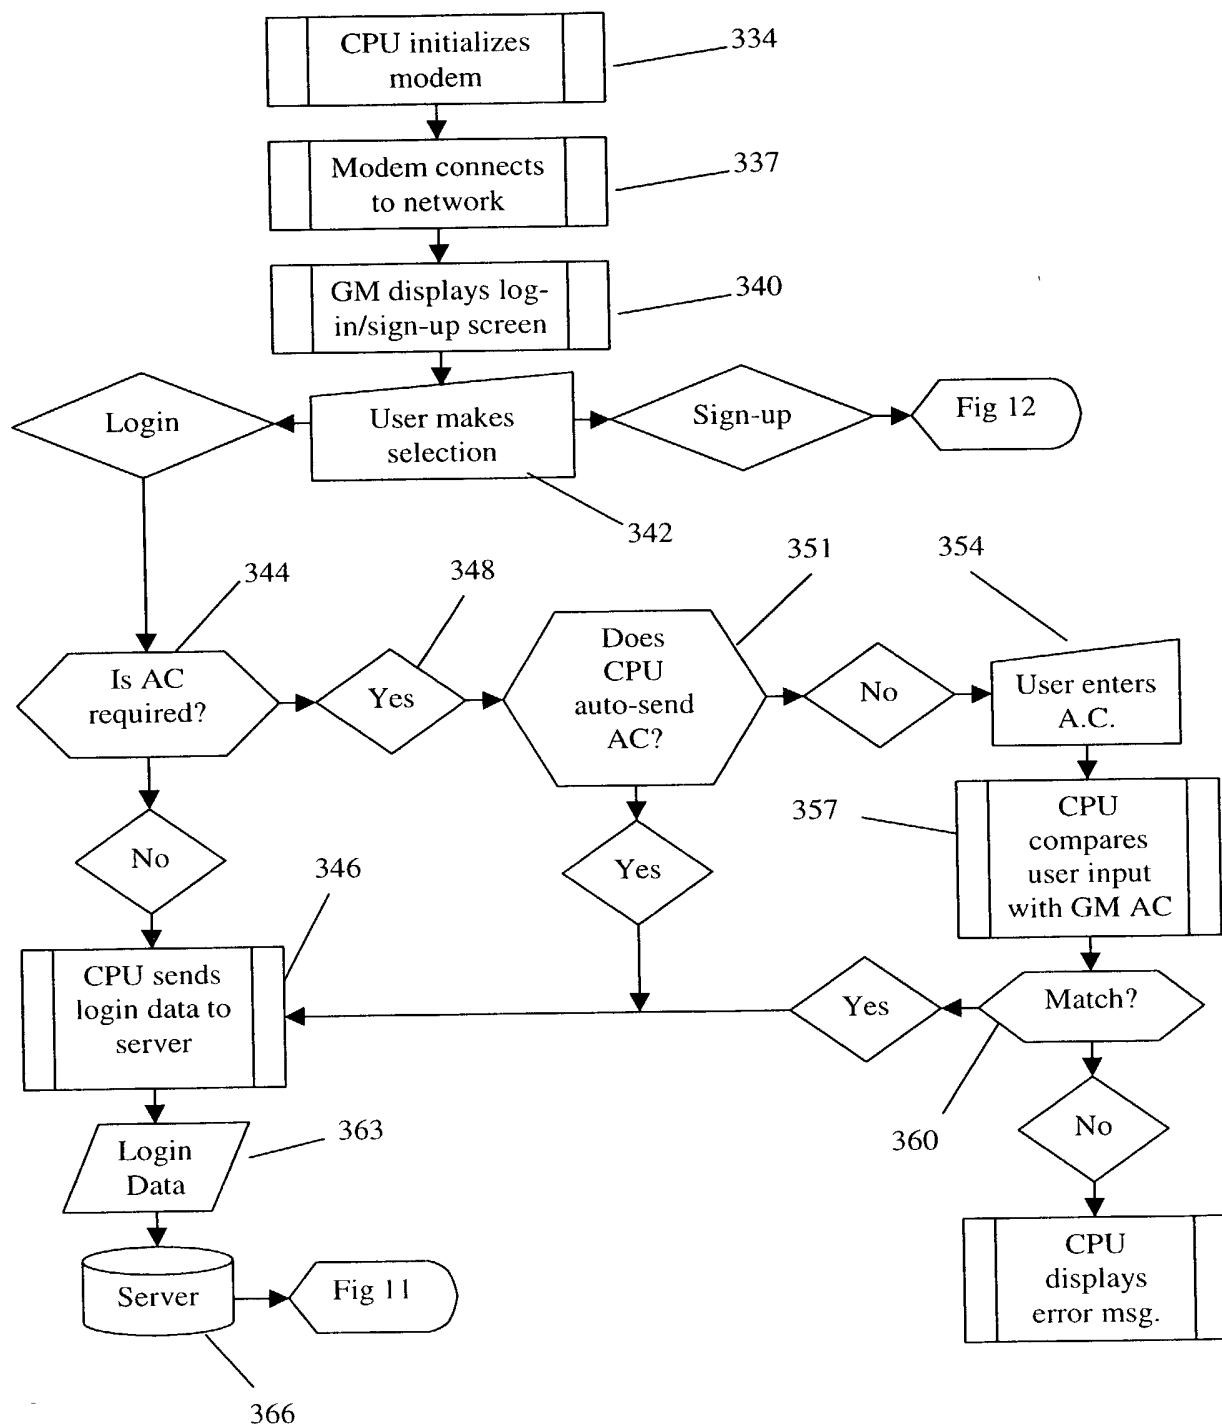 CPU initializes
modem
334
Modem connects
to network
337
GM displays log-
in/sign-up screen
340
Login
User makes
selection
Sign-up
Fig 12
342
344
348
351
354
Is AC
required?
Yes
Does
CPU
auto-send
AC?
No
User enters
A.C.
No
346
Yes
357
CPU
compares
user input
with GM AC
CPU sends
login data to
server
Yes
Match?
360
No
Login
Data
363
CPU
displays
error msg.
Server
Fig 11
366